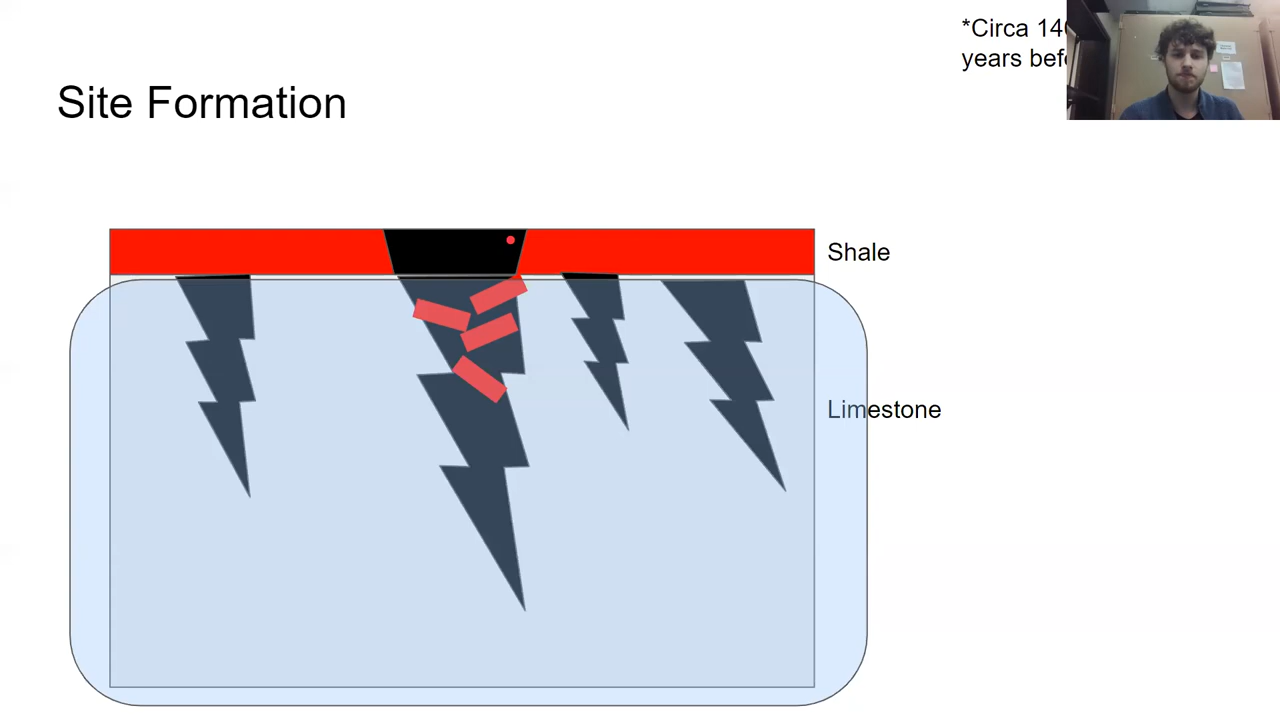 *Circa
years
Site Formation
Shale
Limestone